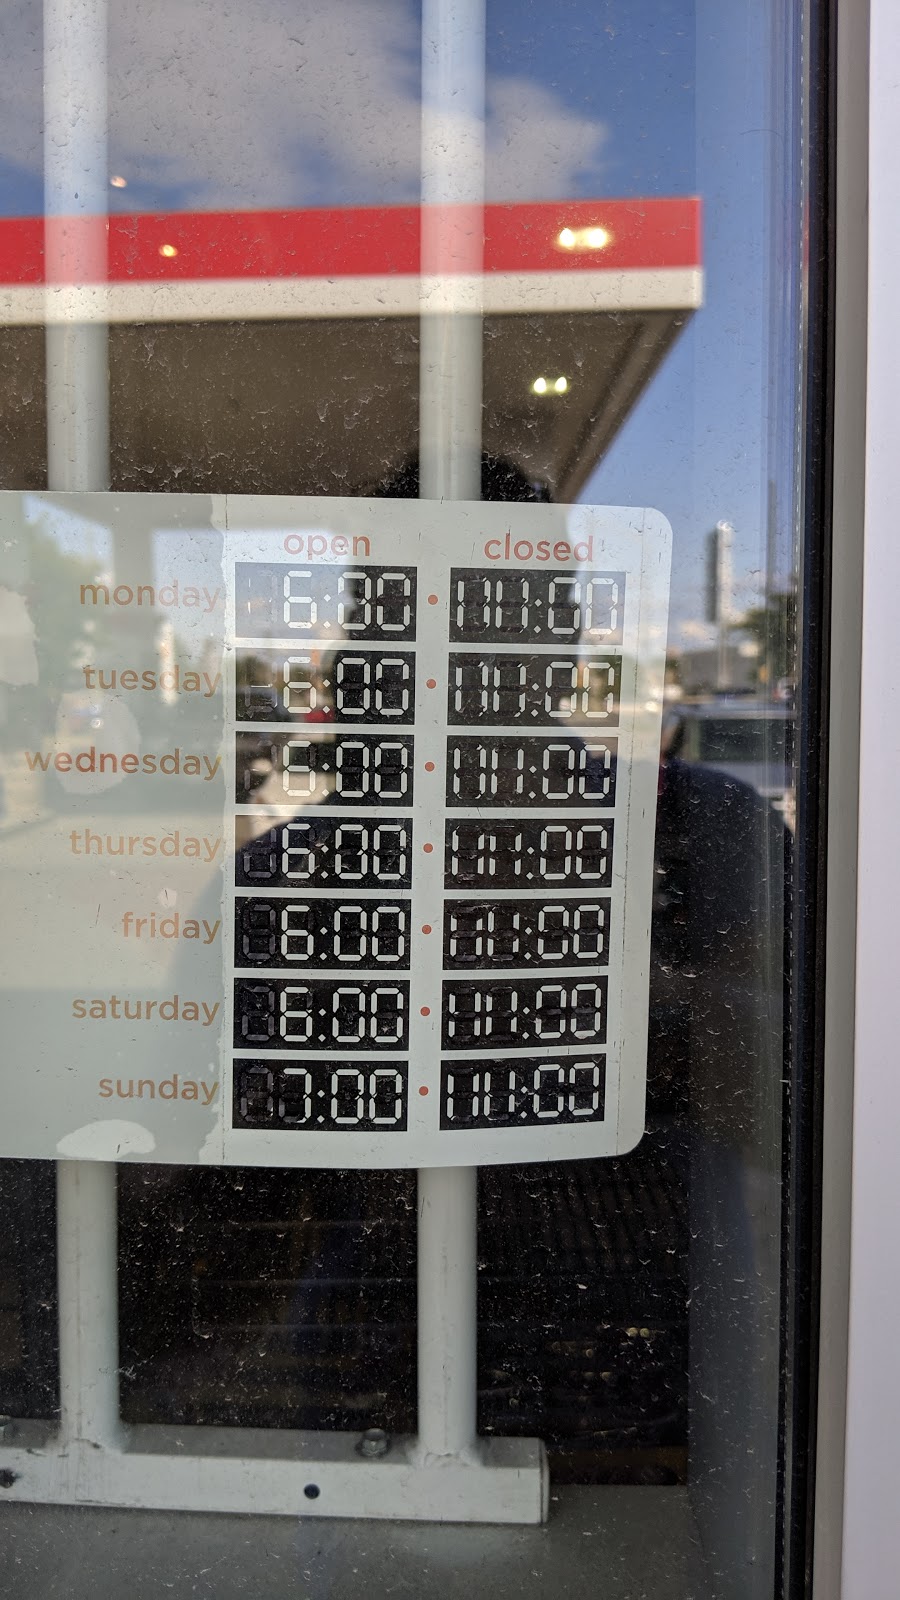 open closed
monday 6:00 • 11:00
tuesday 6:00 • 11:00
wednesday 6:00 • 11:00
thursday 6:00 • 11:00
friday 6:00 • 11:00
saturday 6:00 • 11:00
sunday 7:00 • 11:00